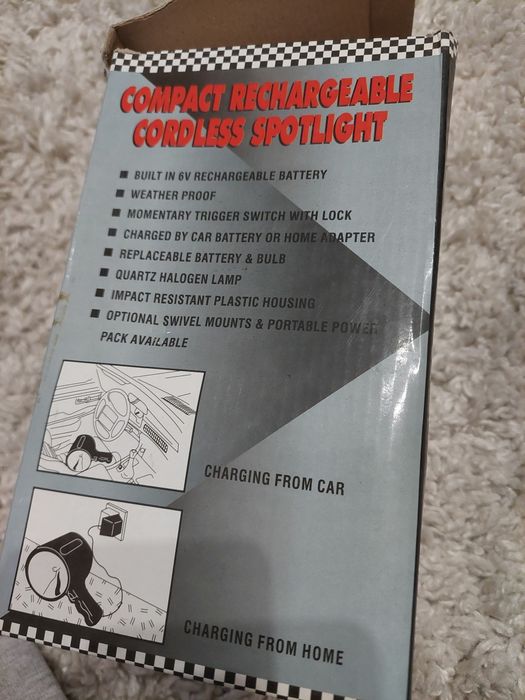 COMPACT RECHARGEABLE
CORDLESS SPOTLIGHT
■ BUILT IN 6V RECHARGEABLE BATTERY
■ WEATHER PROOF
■ MOMENTARY TRIGGER SWITCH WITH LOCK
■ CHARGED BY CAR BATTERY OR HOME ADAPTER
■ REPLACEABLE BATTERY & BULB
■ QUARTZ HALOGEN LAMP
■ IMPACT RESISTANT PLASTIC HOUSING
■ OPTIONAL SWIVEL MOUNTS & PORTABLE POWER
PACK AVAILABLE
CHARGING FROM CAR
CHARGING FROM HOME